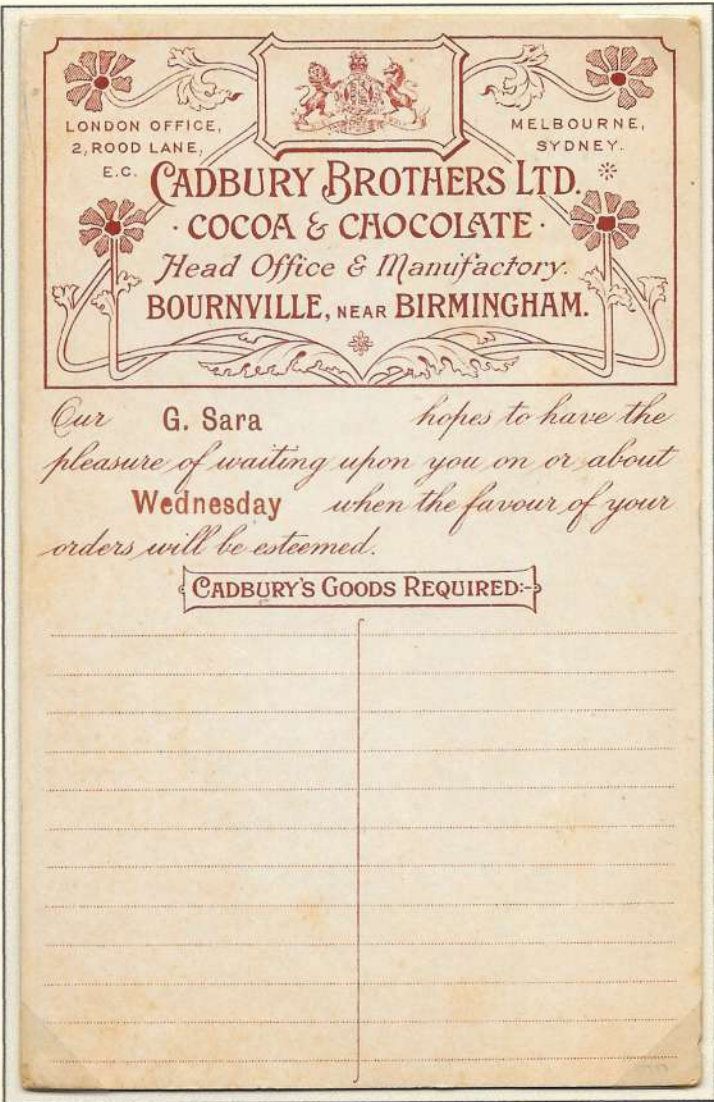 LONDON OFFICE,
2, ROOD LANE,
E.C.
MELBOURNE,
SYDNEY.
CADBURY BROTHERS LTD.
· COCOA & CHOCOLATE ·
Head Office & Manufactory.
BOURNVILLE, NEAR BIRMINGHAM.
Our G. Sara hopes to have the
pleasure of waiting upon you on or about
Wednesday when the favour of your
orders will be esteemed.
CADBURY'S GOODS REQUIRED:-